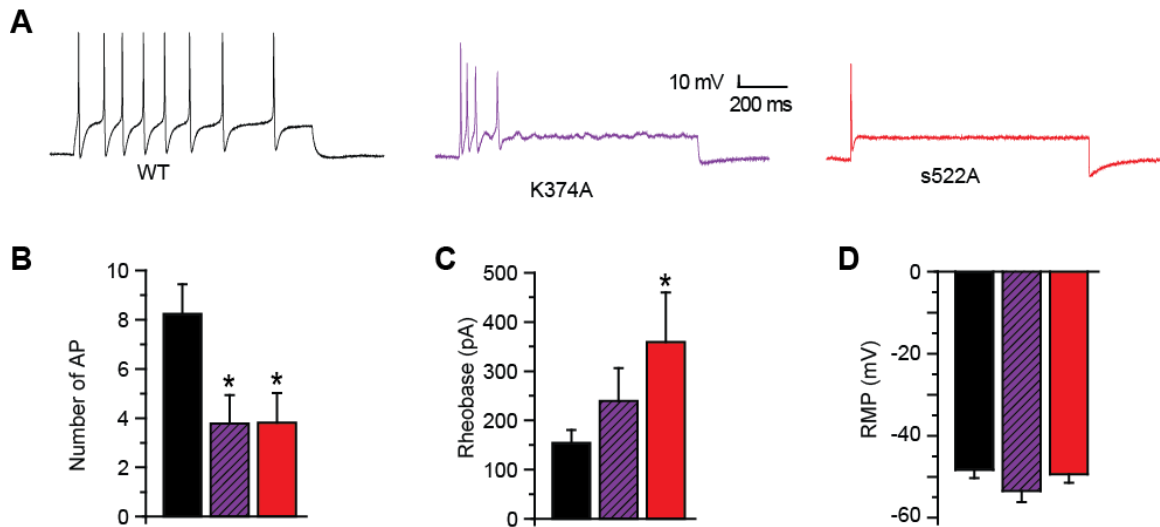 A
WT
K374A
10 mV
200 ms
s522A
B
Number of AP
10
8
6
4
2
0
* *
C
Rheobase (pA)
500
400
300
200
100
0
*
D
RMP (mV)
0
-20
-40
-60